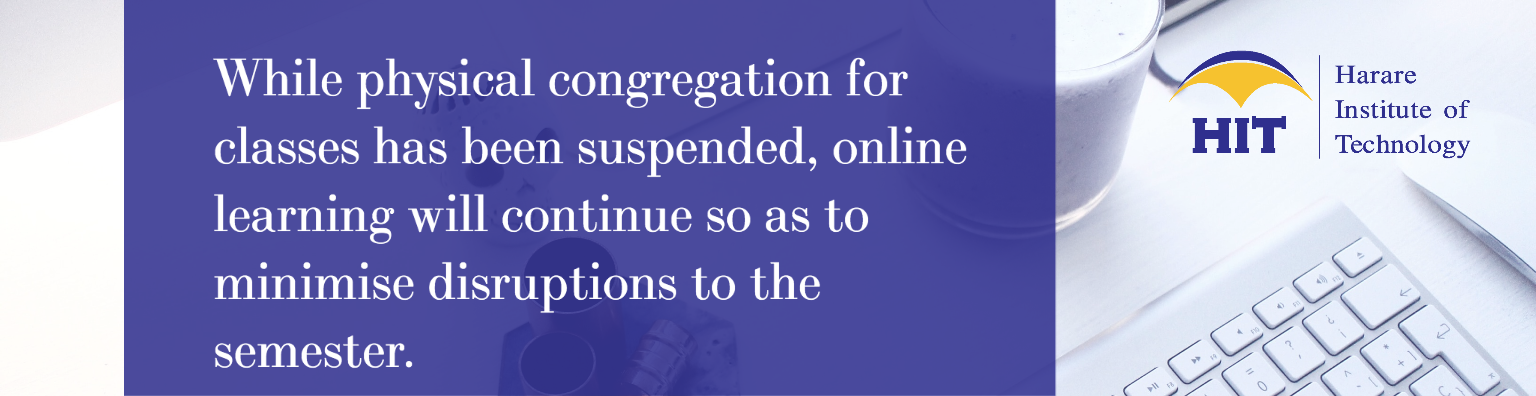 While physical congregation for
classes has been suspended, online
learning will continue so as to
minimise disruptions to the
semester.
HIT
Harare
Institute of
Technology